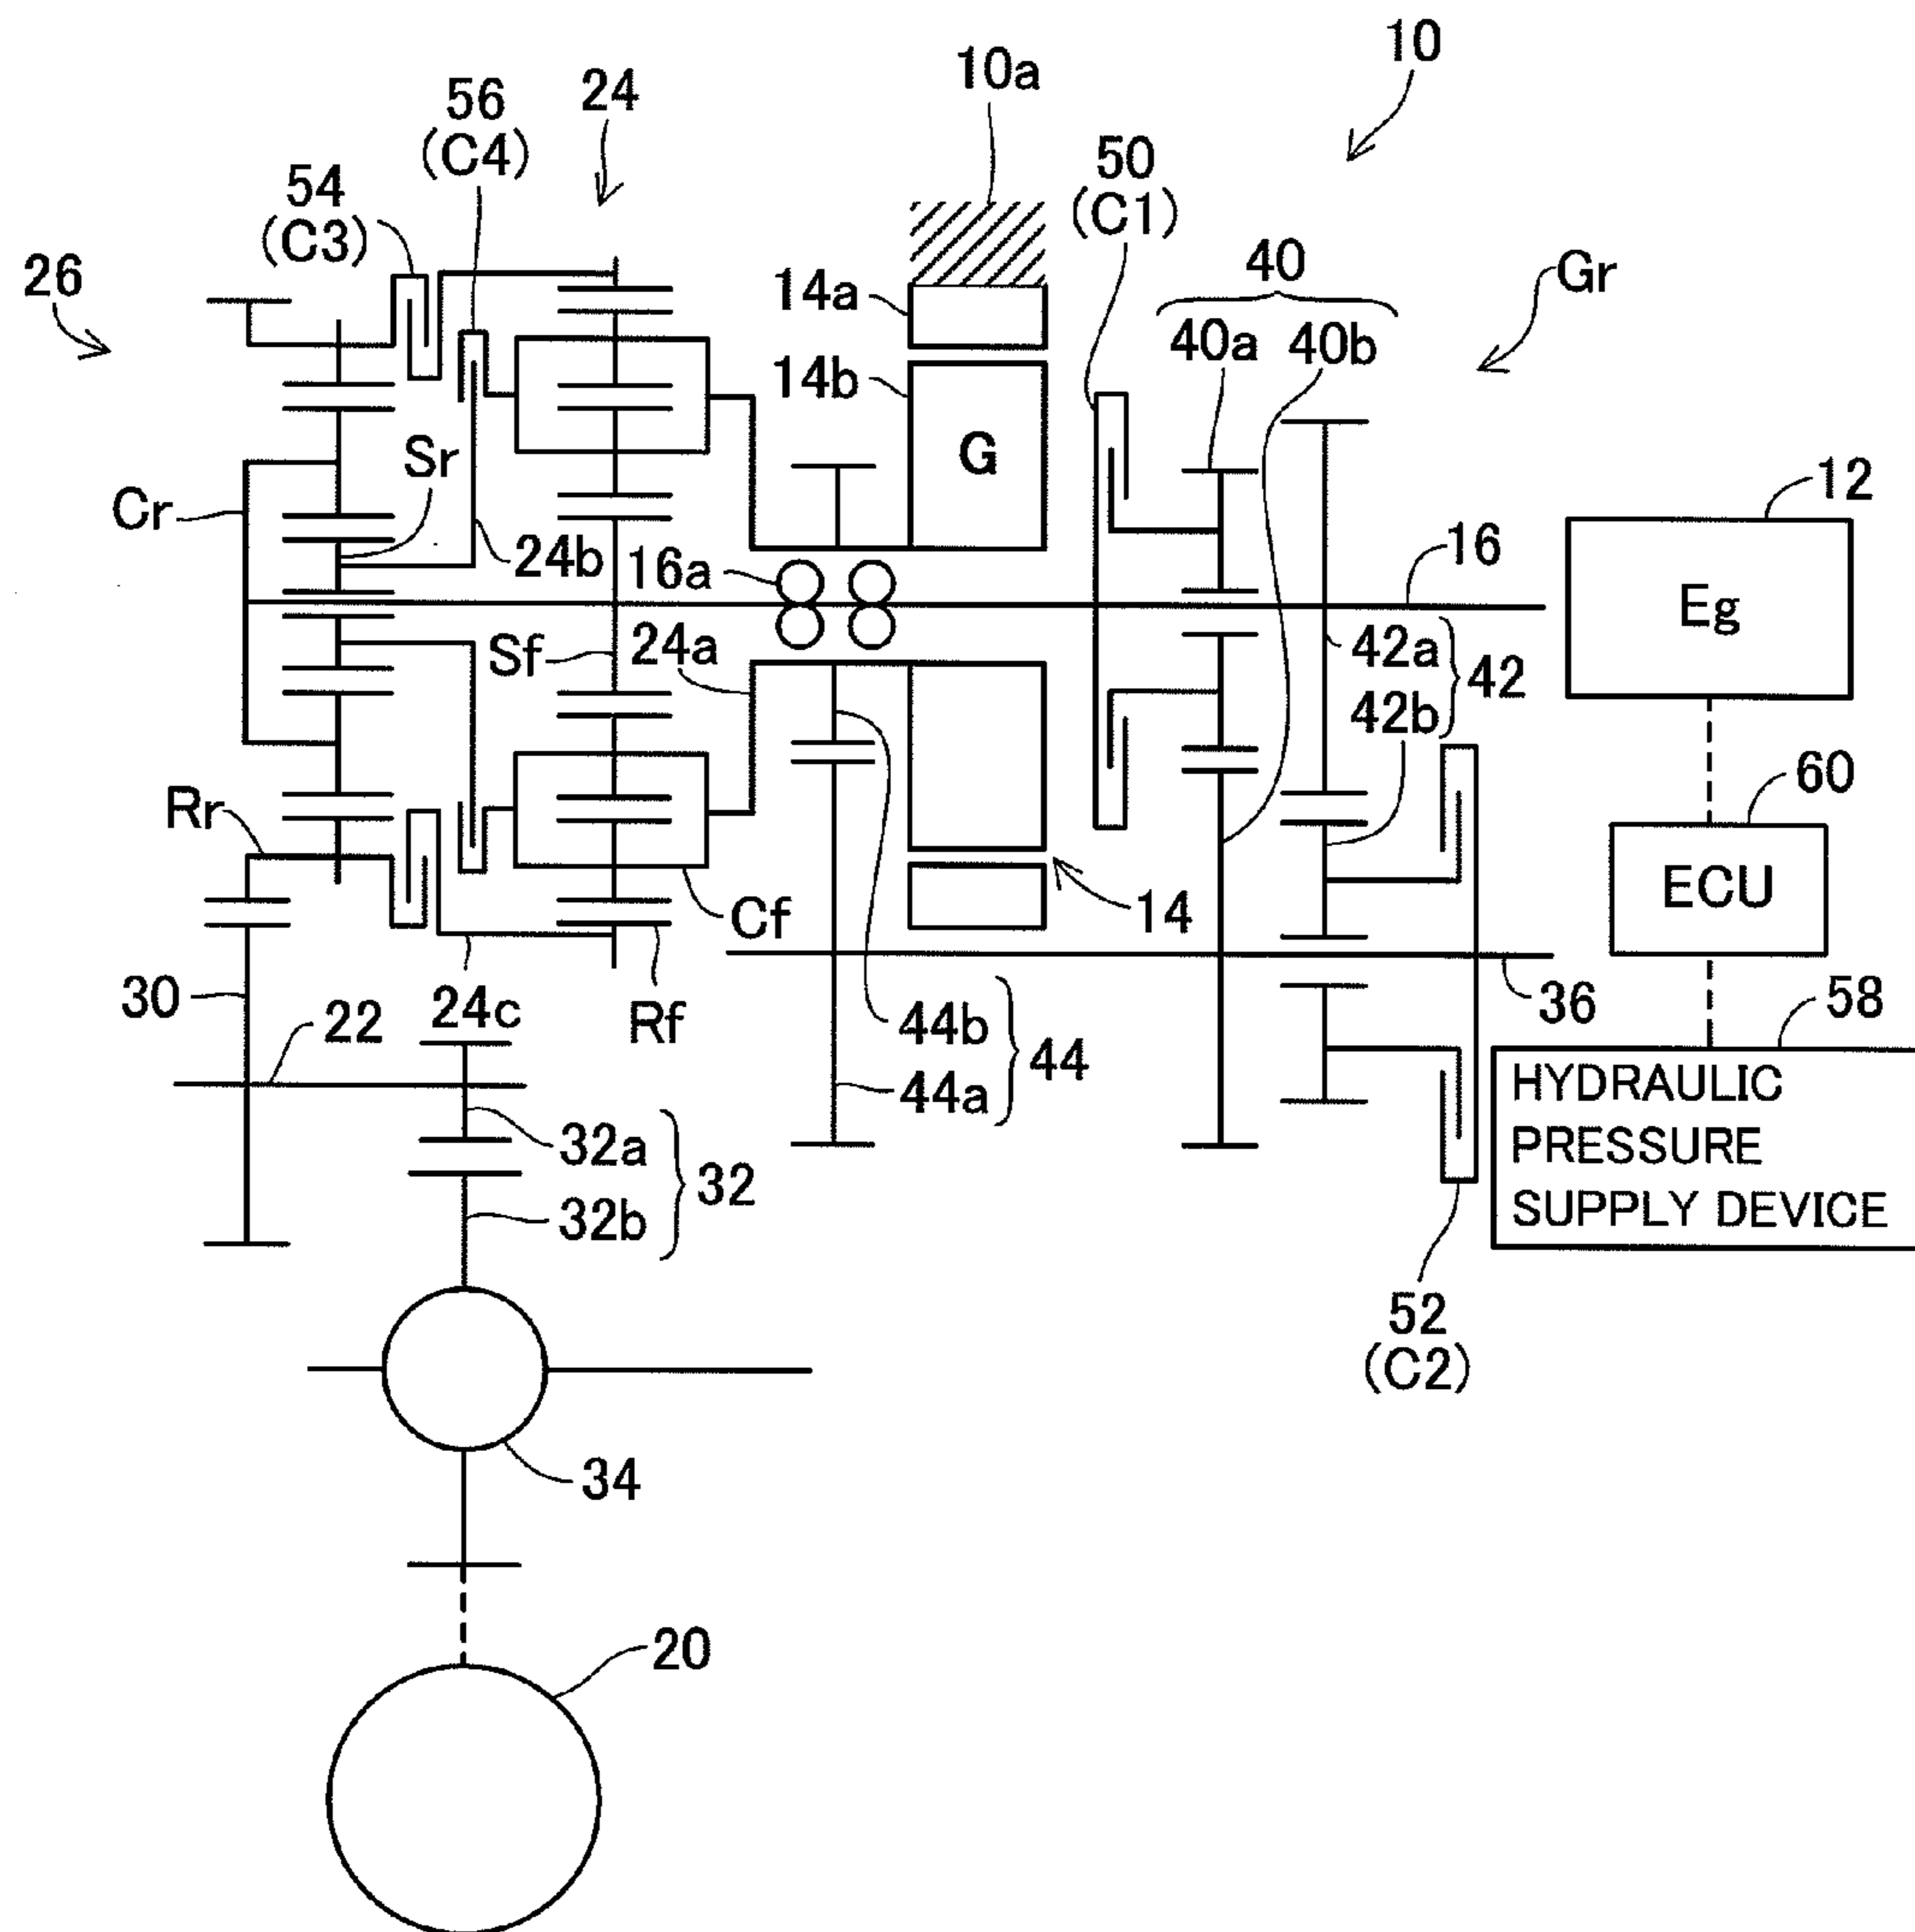 10
10a
24
56
(C4)
50
(C1)
54
(C3)
26
40
Gr
14a
40a
40b
14b
G
Sr
12
Cr
16
24b
16a
Eg
Sf
24a
42a
42
42b
60
Rr
ECU
Cf
14
30
22
24c
Rf
44b
44
44a
36
58
HYDRAULIC
PRESSURE
SUPPLY DEVICE
32a
32
32b
52
(C2)
34
20